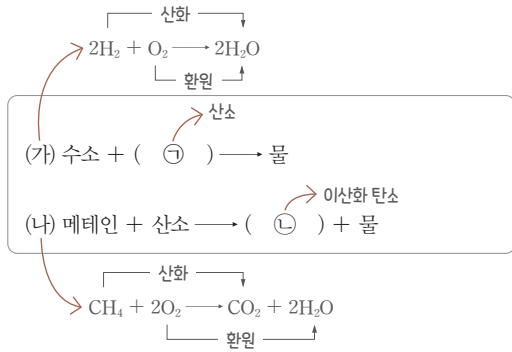 산화
2H₂ + O₂ ⟶ 2H₂O
환원
산소
(가) 수소 + ( ㉠ ) ⟶ 물
이산화 탄소
(나) 메테인 + 산소 ⟶ ( ㉡ ) + 물
산화
CH₄ + 2O₂ ⟶ CO₂ + 2H₂O
환원